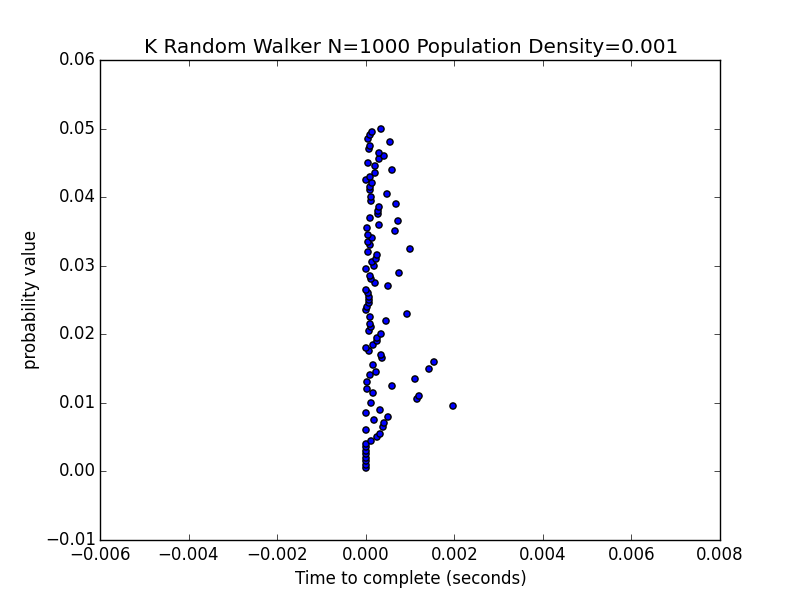 K Random Walker N=1000 Population Density=0.001
0.06
0.05
0.04
0.03
0.02
0.01
0.00
−0.01
probability value
−0.006 −0.004 −0.002 0.000 0.002 0.004 0.006 0.008
Time to complete (seconds)